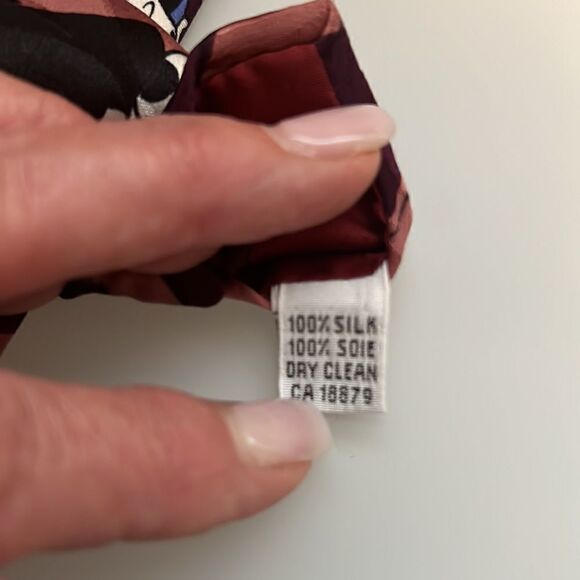 100% SILK
100% SOIE
DRY CLEAN
CA 18879